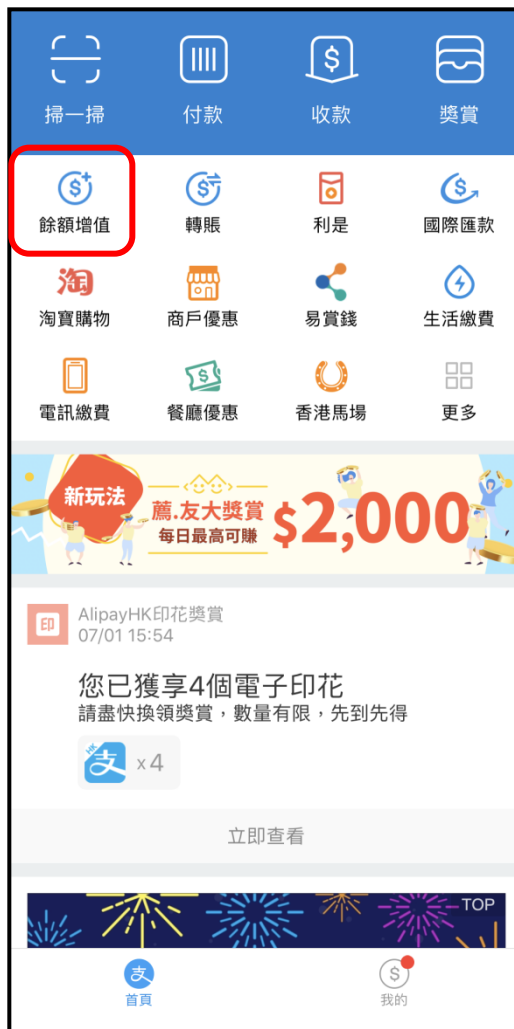 掃一掃
付款
收款
獎賞
餘額增值
轉賬
利是
國際匯款
淘
淘寶購物
商戶優惠
易賞錢
生活繳費
電訊繳費
餐廳優惠
香港馬場
更多
新玩法
薦.友大獎賞
每日最高可賺
$2,000
印
AlipayHK印花獎賞
07/01 15:54
您已獲享4個電子印花
請盡快換領獎賞，數量有限，先到先得
HK
支
x 4
立即查看
TOP
支
首頁
我的